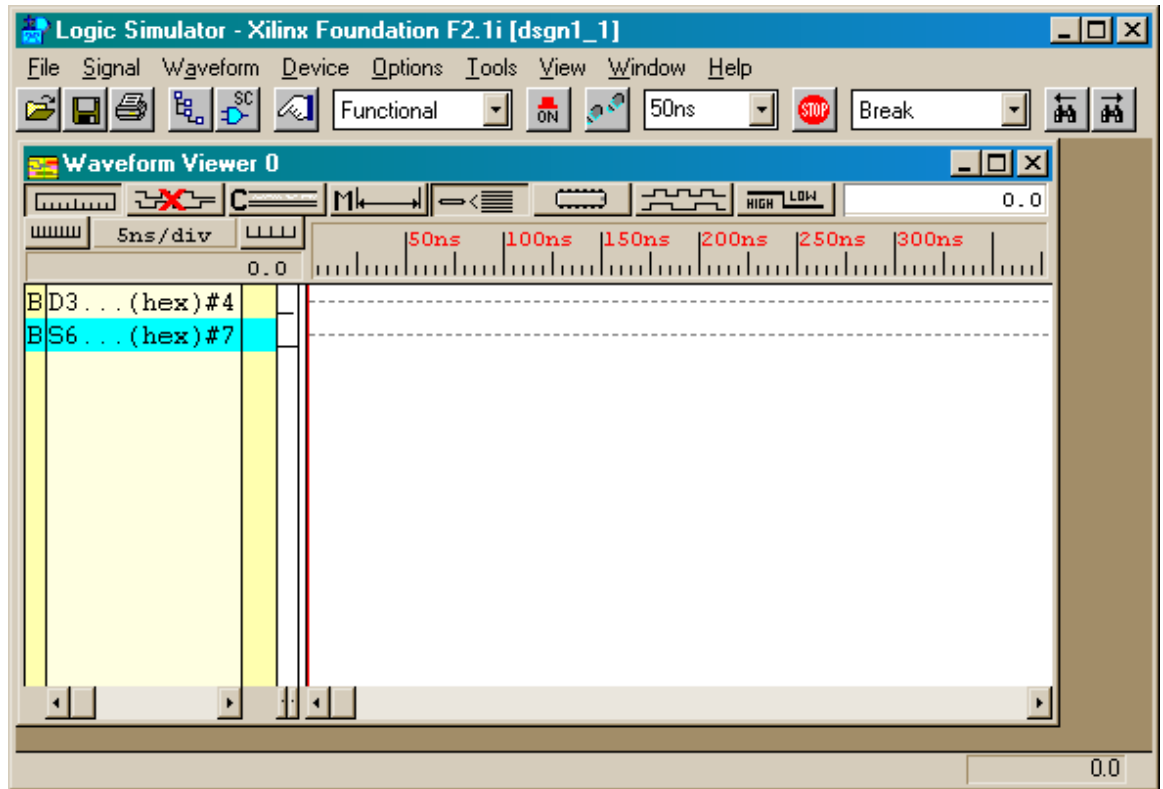 Logic Simulator - Xilinx Foundation F2.1i [dsgn1_1]
File Signal Waveform Device Options Tools View Window Help
SC Functional ON 50ns STOP Break
Waveform Viewer 0
C M HIGH LOW 0.0
5ns/div 50ns 100ns 150ns 200ns 250ns 300ns
0.0
B D3...(hex)#4
B S6...(hex)#7
0.0